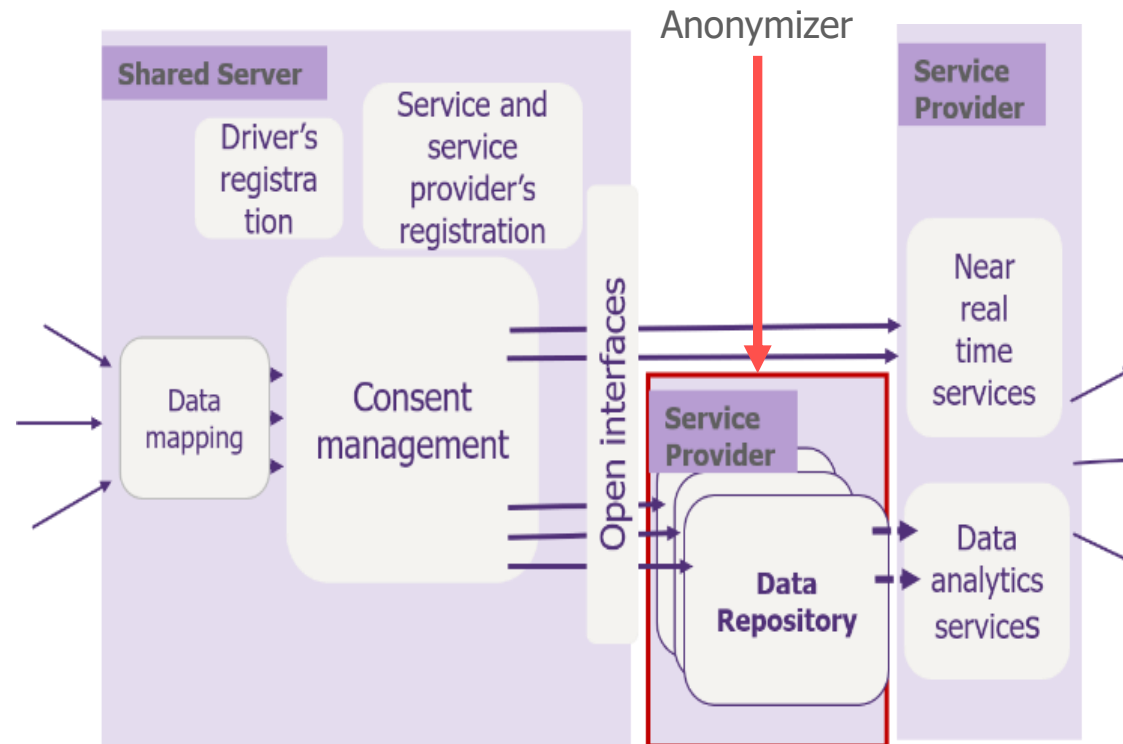 Anonymizer
Shared Server
Driver's
registra
tion
Service and
service
provider's
registration
Data
mapping
Consent
management
Open interfaces
Service
Provider
Data
Repository
Service
Provider
Near
real
time
services
Data
analytics
services